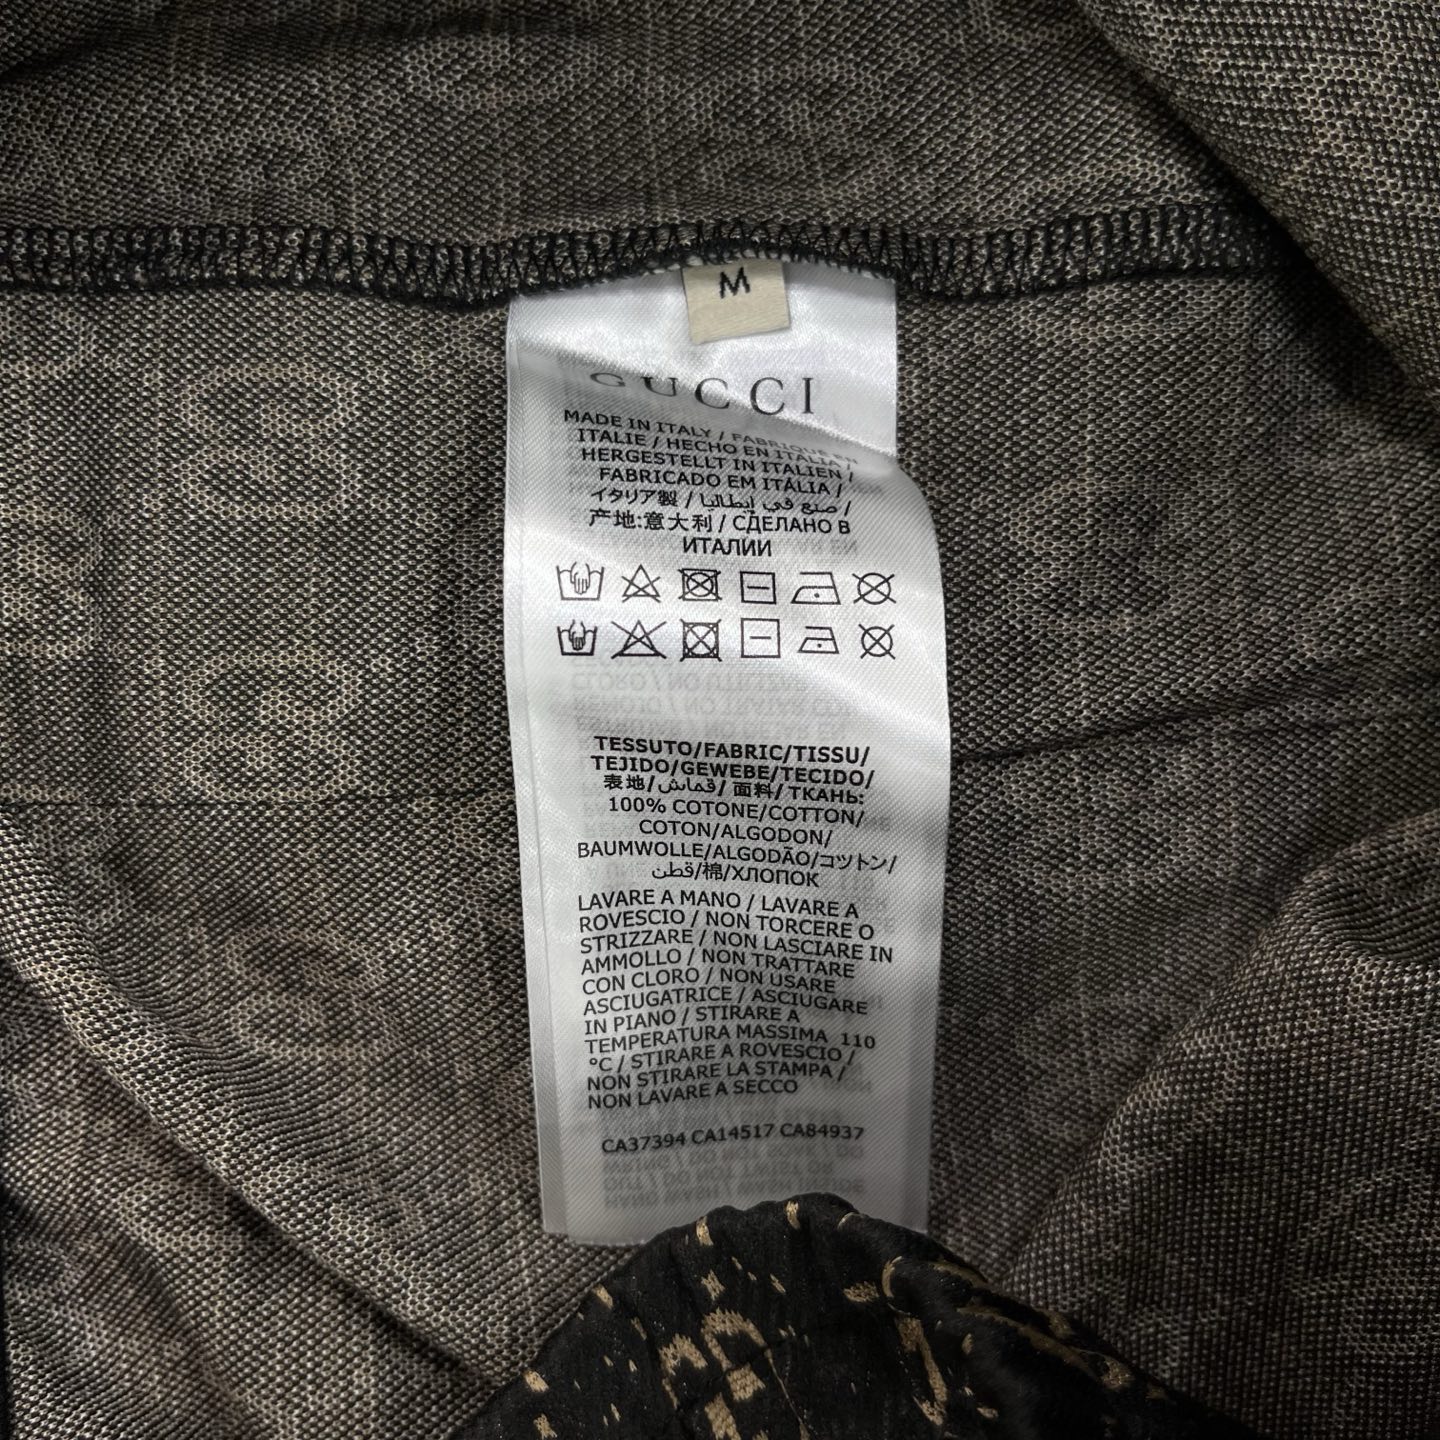 M
GUCCI
MADE IN ITALY / FABRIQUÉ EN
ITALIE / HECHO EN ITALIA /
HERGESTELLT IN ITALIEN /
FABRICADO EM ITÁLIA /
イタリア製 / صنع في إيطاليا /
产地:意大利 / СДЕЛАНО В
ИТАЛИИ
TESSUTO/FABRIC/TISSU/
TEJIDO/GEWEBE/TECIDO/
表地/قماش/ 面料/ТКАНЬ:
100% COTONE/COTTON/
COTON/ALGODON/
BAUMWOLLE/ALGODÃO/コットン/
قطن/棉/ХЛОПОК
LAVARE A MANO / LAVARE A
ROVESCIO / NON TORCERE O
STRIZZARE / NON LASCIARE IN
AMMOLLO / NON TRATTARE
CON CLORO / NON USARE
ASCIUGATRICE / ASCIUGARE
IN PIANO / STIRARE A
TEMPERATURA MASSIMA 110
°C / STIRARE A ROVESCIO /
NON STIRARE LA STAMPA /
NON LAVARE A SECCO
CA37394 CA14517 CA84937